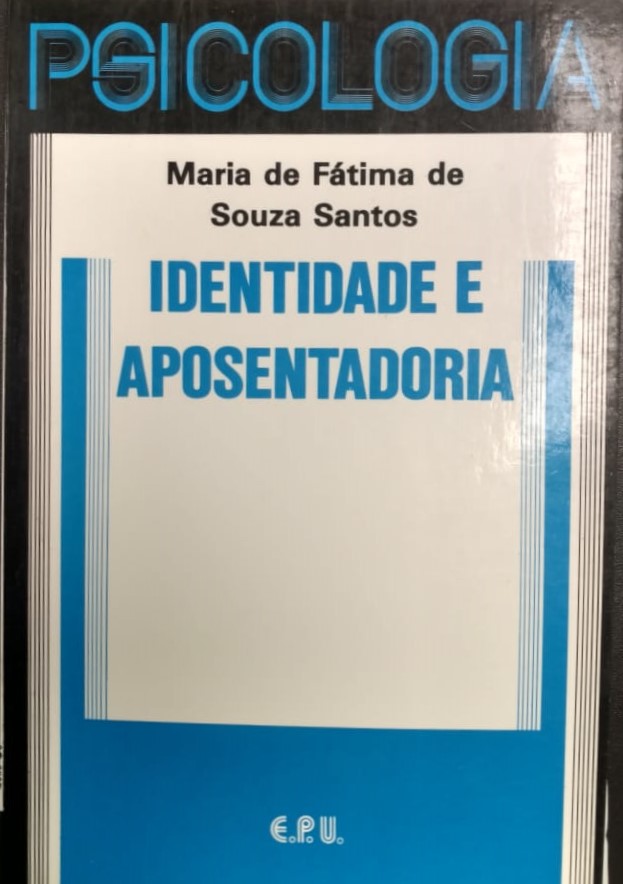 PSICOLOGIA
Maria de Fátima de
Souza Santos
IDENTIDADE E
APOSENTADORIA
E.P.U.